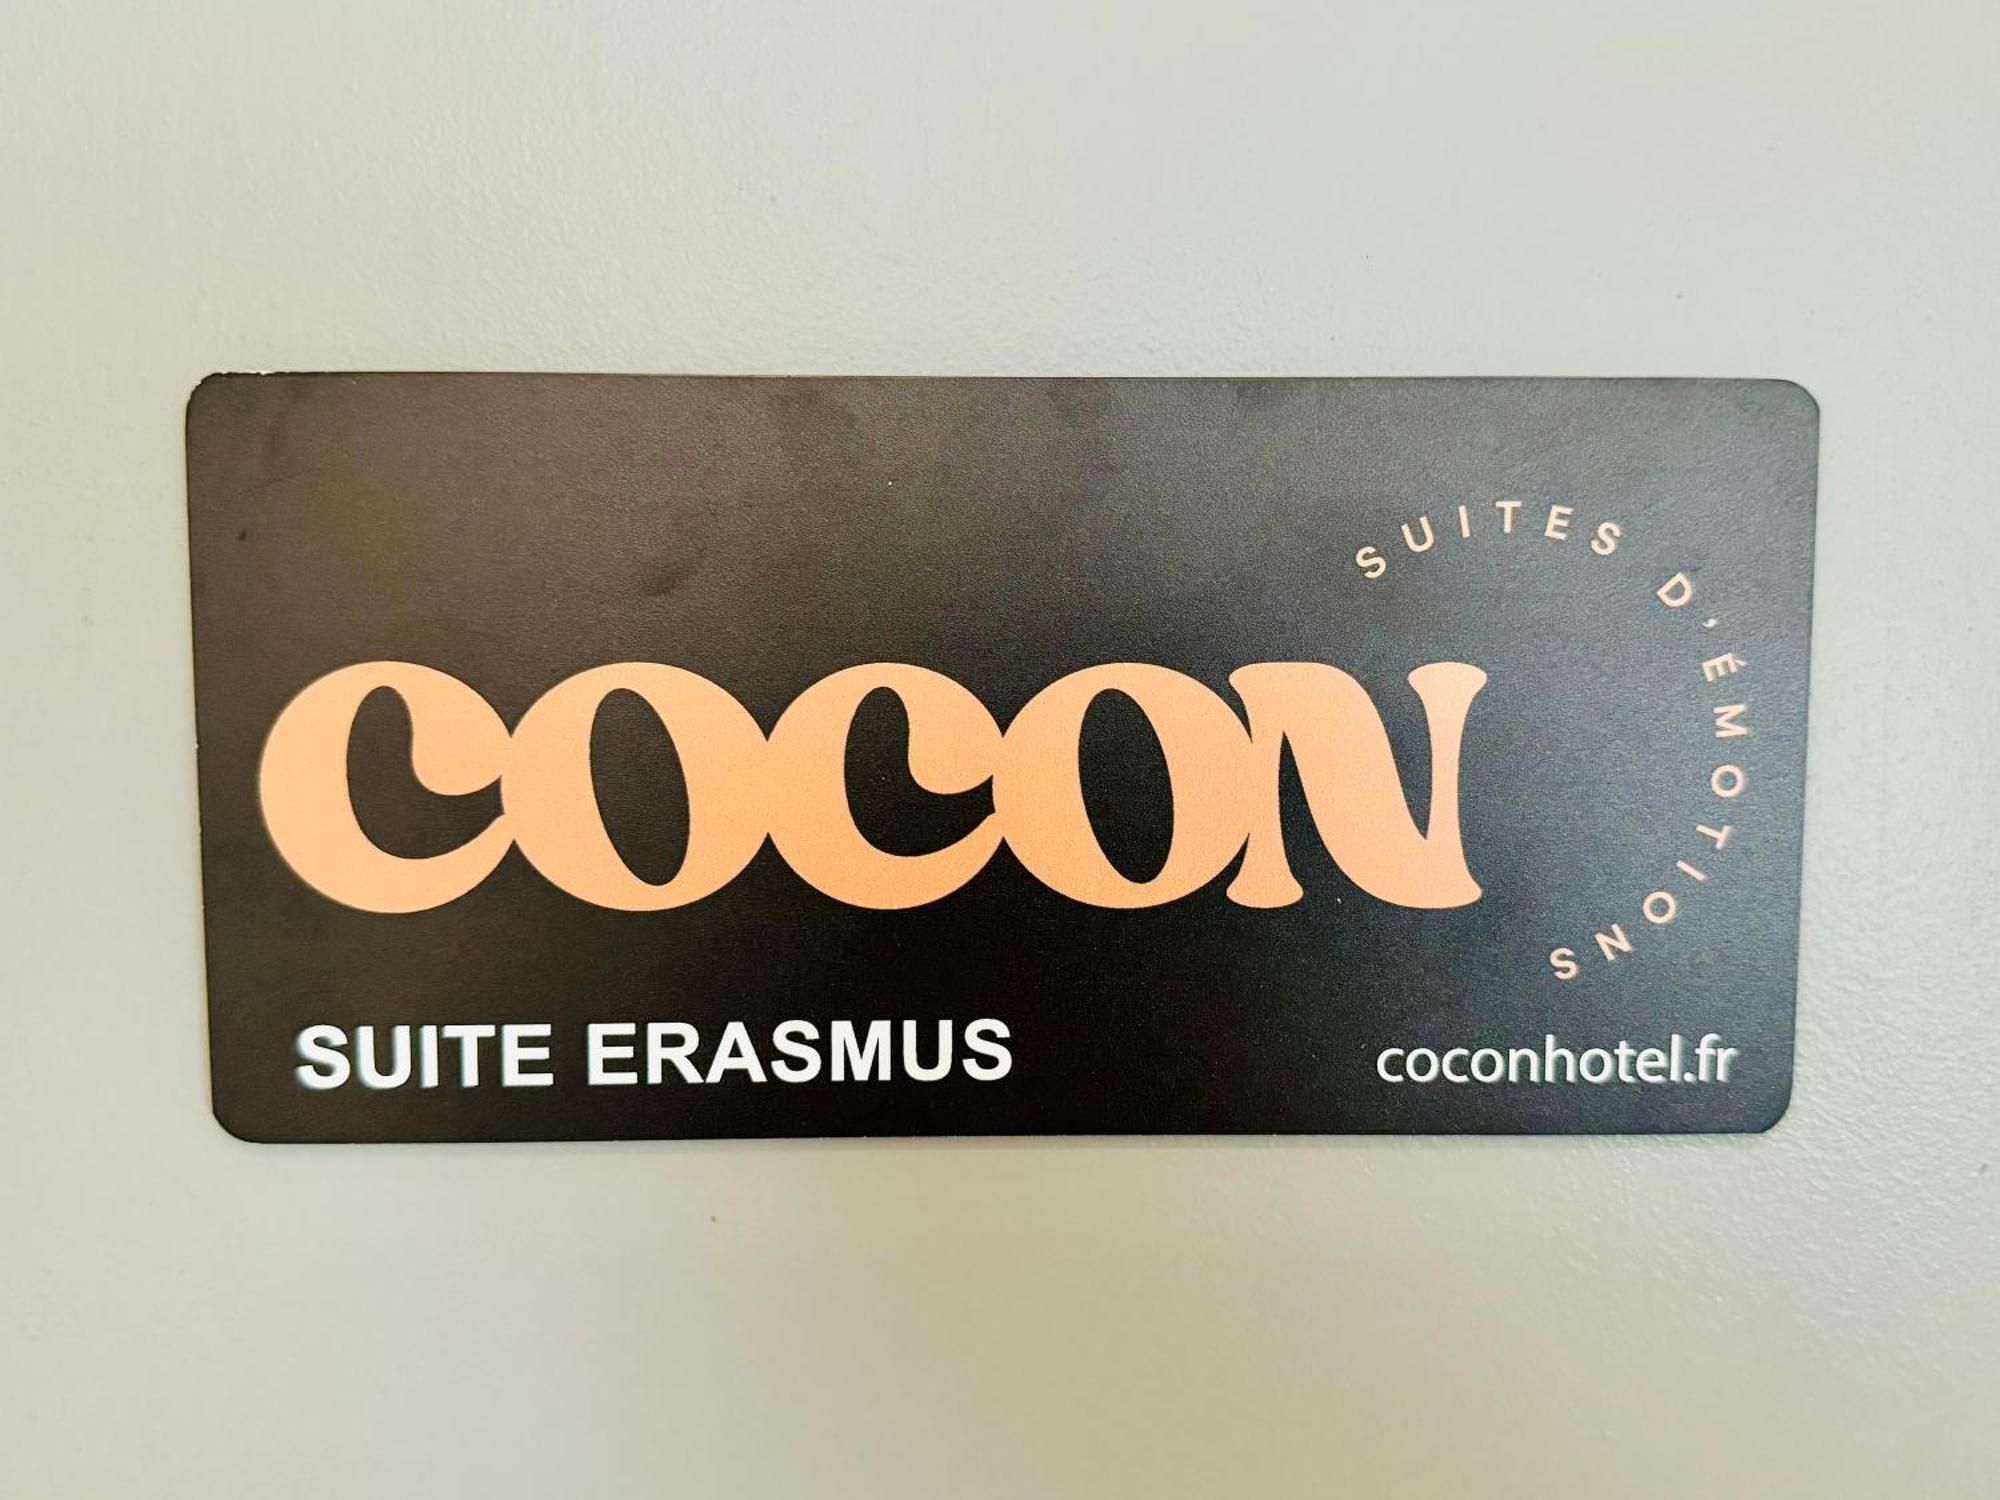 SUITES D'ÉMOTIONS
COCON
SUITE ERASMUS
coconhotel.fr